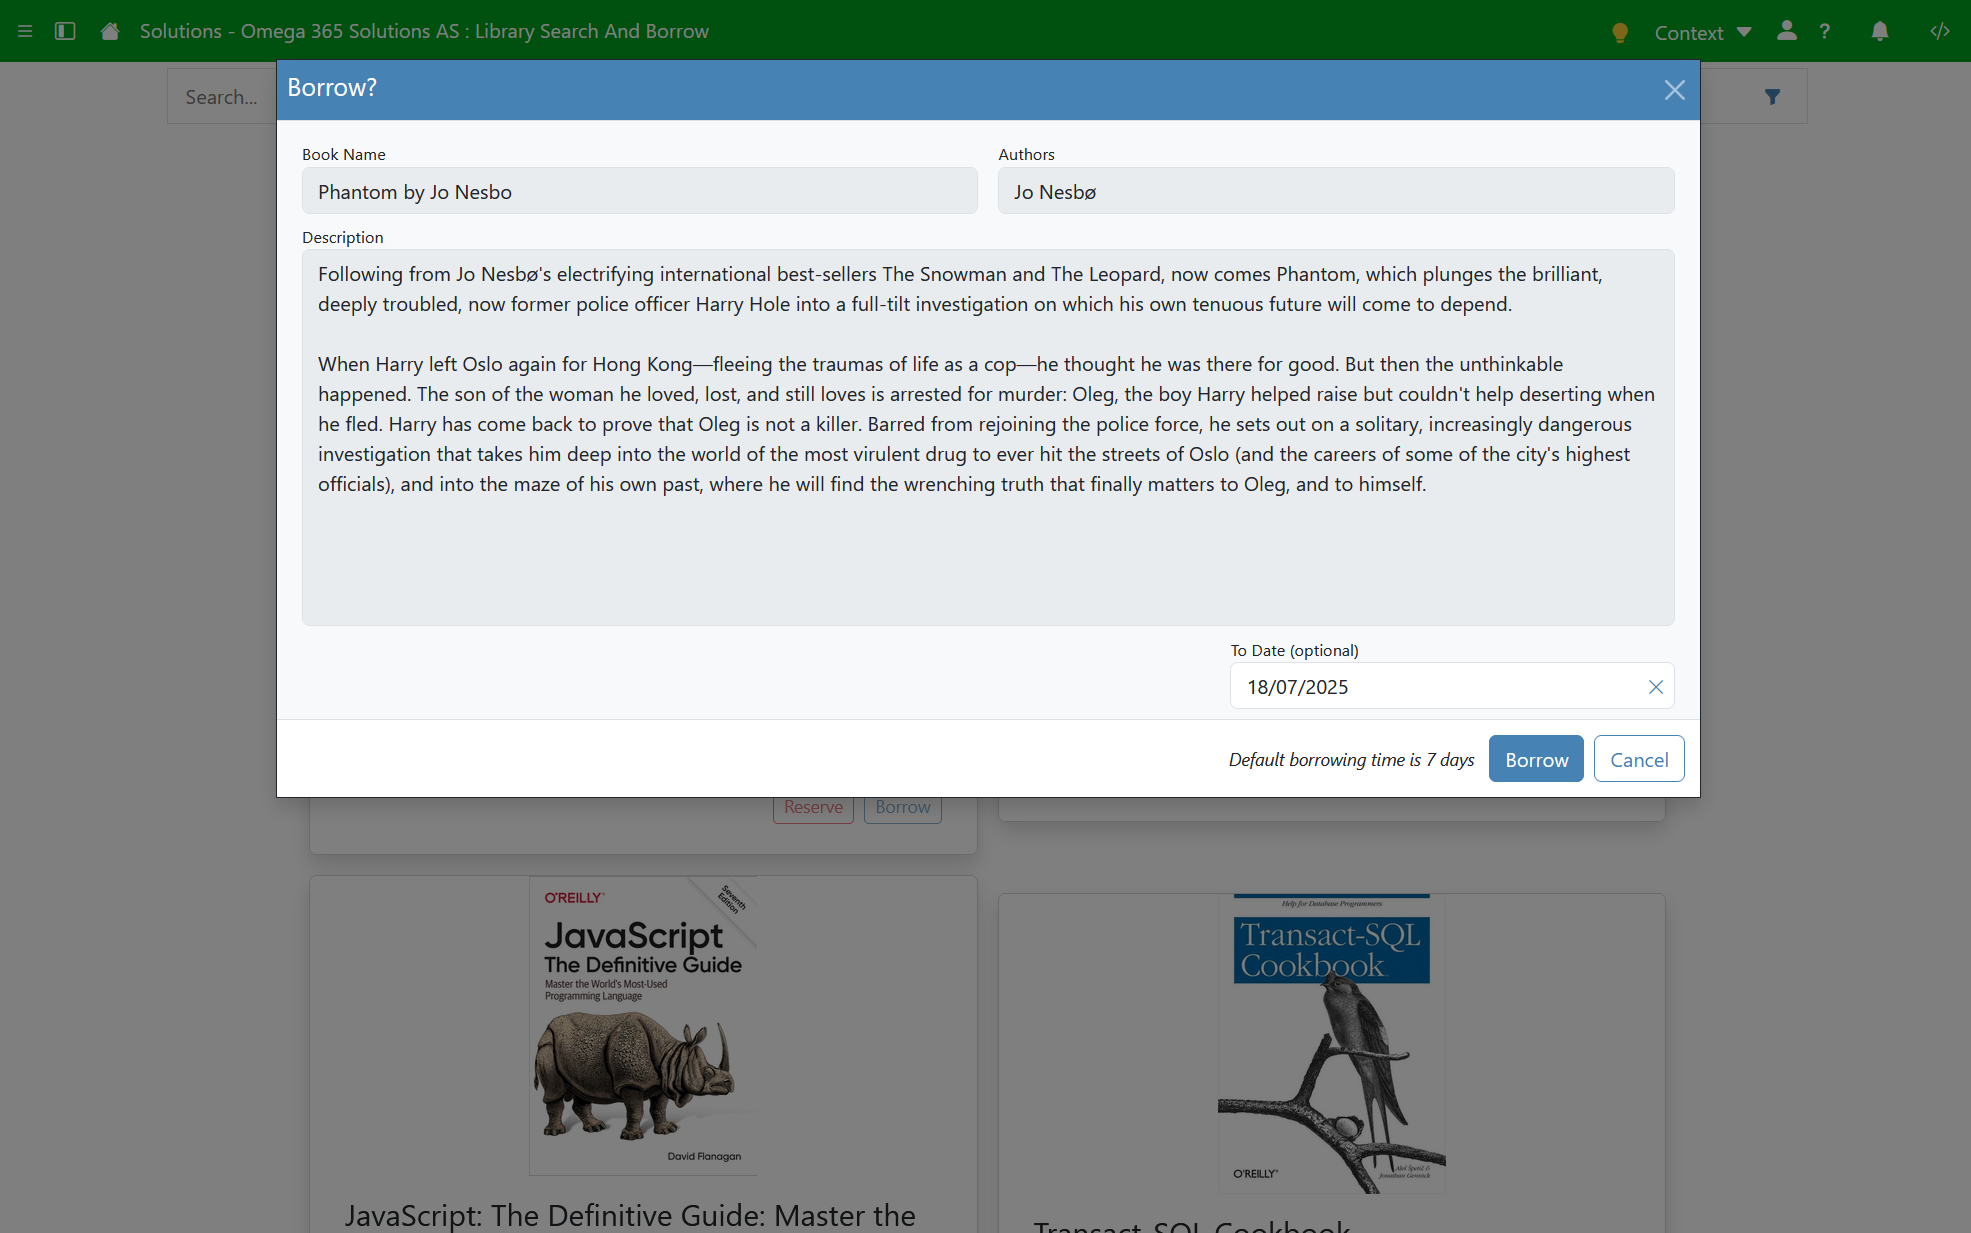 Solutions - Omega 365 Solutions AS : Library Search And Borrow
Context
?
</>
Search...
Borrow?
Book Name
Authors
Phantom by Jo Nesbo
Jo Nesbø
Description
Following from Jo Nesbø's electrifying international best-sellers The Snowman and The Leopard, now comes Phantom, which plunges the brilliant,
deeply troubled, now former police officer Harry Hole into a full-tilt investigation on which his own tenuous future will come to depend.
When Harry left Oslo again for Hong Kong—fleeing the traumas of life as a cop—he thought he was there for good. But then the unthinkable
happened. The son of the woman he loved, lost, and still loves is arrested for murder: Oleg, the boy Harry helped raise but couldn't help deserting when
he fled. Harry has come back to prove that Oleg is not a killer. Barred from rejoining the police force, he sets out on a solitary, increasingly dangerous
investigation that takes him deep into the world of the most virulent drug to ever hit the streets of Oslo (and the careers of some of the city's highest
officials), and into the maze of his own past, where he will find the wrenching truth that finally matters to Oleg, and to himself.
To Date (optional)
18/07/2025
Default borrowing time is 7 days
Borrow
Cancel
Reserve
Borrow
O'REILLY®
Seventh
Edition
JavaScript
The Definitive Guide
Master the World's Most-Used
Programming Language
David Flanagan
JavaScript: The Definitive Guide: Master the
Help for Database Programmers
Transact-SQL
Cookbook
O'REILLY®
Aleš Špetič &
Jonathan Gennick
Transact-SQL Cookbook